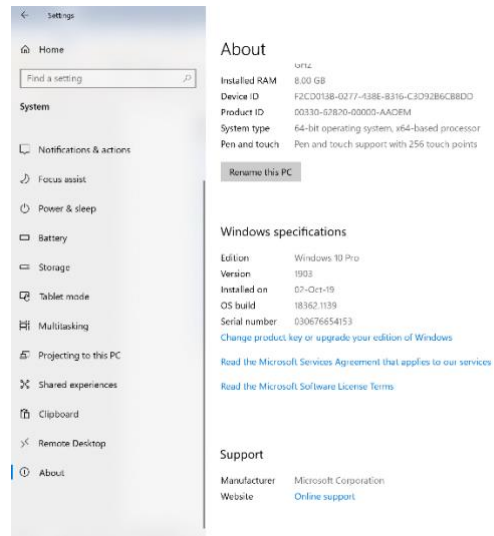 Settings
Home
Find a setting
System
Notifications & actions
Focus assist
Power & sleep
Battery
Storage
Tablet mode
Multitasking
Projecting to this PC
Shared experiences
Clipboard
Remote Desktop
About
About
GHz
Installed RAM 8.00 GB
Device ID F2CD013B-0277-438E-B316-C3D92B6CBBDD
Product ID 00330-62820-00000-AAOEM
System type 64-bit operating system, x64-based processor
Pen and touch Pen and touch support with 256 touch points
Rename this PC
Windows specifications
Edition Windows 10 Pro
Version 1903
Installed on 02-Oct-19
OS build 18362.1139
Serial number 030676654153
Change product key or upgrade your edition of Windows
Read the Microsoft Services Agreement that applies to our services
Read the Microsoft Software License Terms
Support
Manufacturer Microsoft Corporation
Website Online support